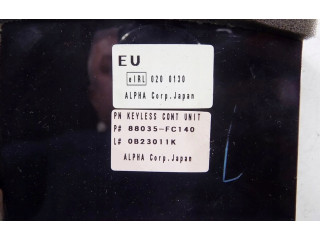 EU
e1RL 020 0130
ALPHA Corp.Japan
PN KEYLESS CONT UNIT
P# 88035-FC140
L# 0B23011K
ALPHA Corp.Japan